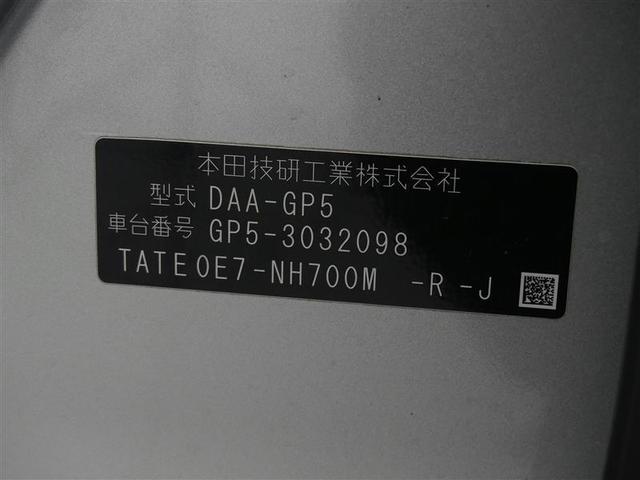 本田技研工業株式会社
型式 DAA-GP5
車台番号 GP5-3032098
TATE0E7-NH700M -R -J